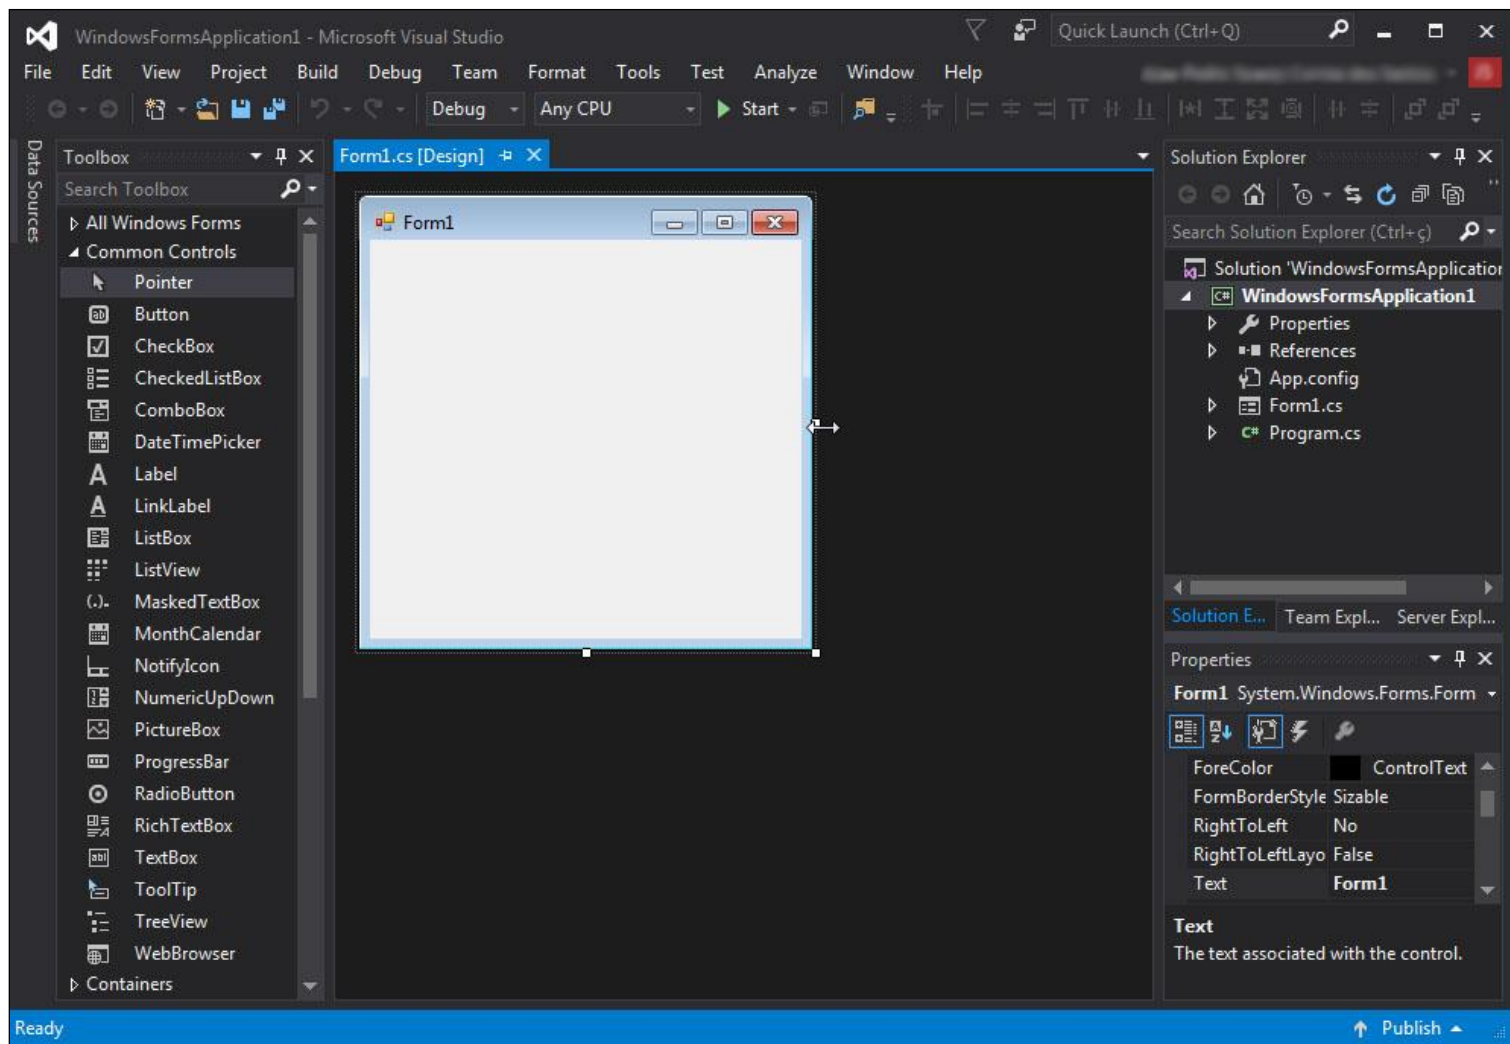 WindowsFormsApplication1 - Microsoft Visual Studio
Quick Launch (Ctrl+Q)
File Edit View Project Build Debug Team Format Tools Test Analyze Window Help
Debug Any CPU Start
Data Sources
Toolbox
Search Toolbox
All Windows Forms
Common Controls
Pointer
Button
CheckBox
CheckedListBox
ComboBox
DateTimePicker
Label
LinkLabel
ListBox
ListView
MaskedTextBox
MonthCalendar
NotifyIcon
NumericUpDown
PictureBox
ProgressBar
RadioButton
RichTextBox
TextBox
ToolTip
TreeView
WebBrowser
Containers
Form1.cs [Design]
Form1
Solution Explorer
Search Solution Explorer (Ctrl+ç)
Solution 'WindowsFormsApplication
WindowsFormsApplication1
Properties
References
App.config
Form1.cs
Program.cs
Solution E... Team Expl... Server Expl...
Properties
Form1 System.Windows.Forms.Form
ForeColor ControlText
FormBorderStyle Sizable
RightToLeft No
RightToLeftLayo False
Text Form1
Text
The text associated with the control.
Ready
Publish